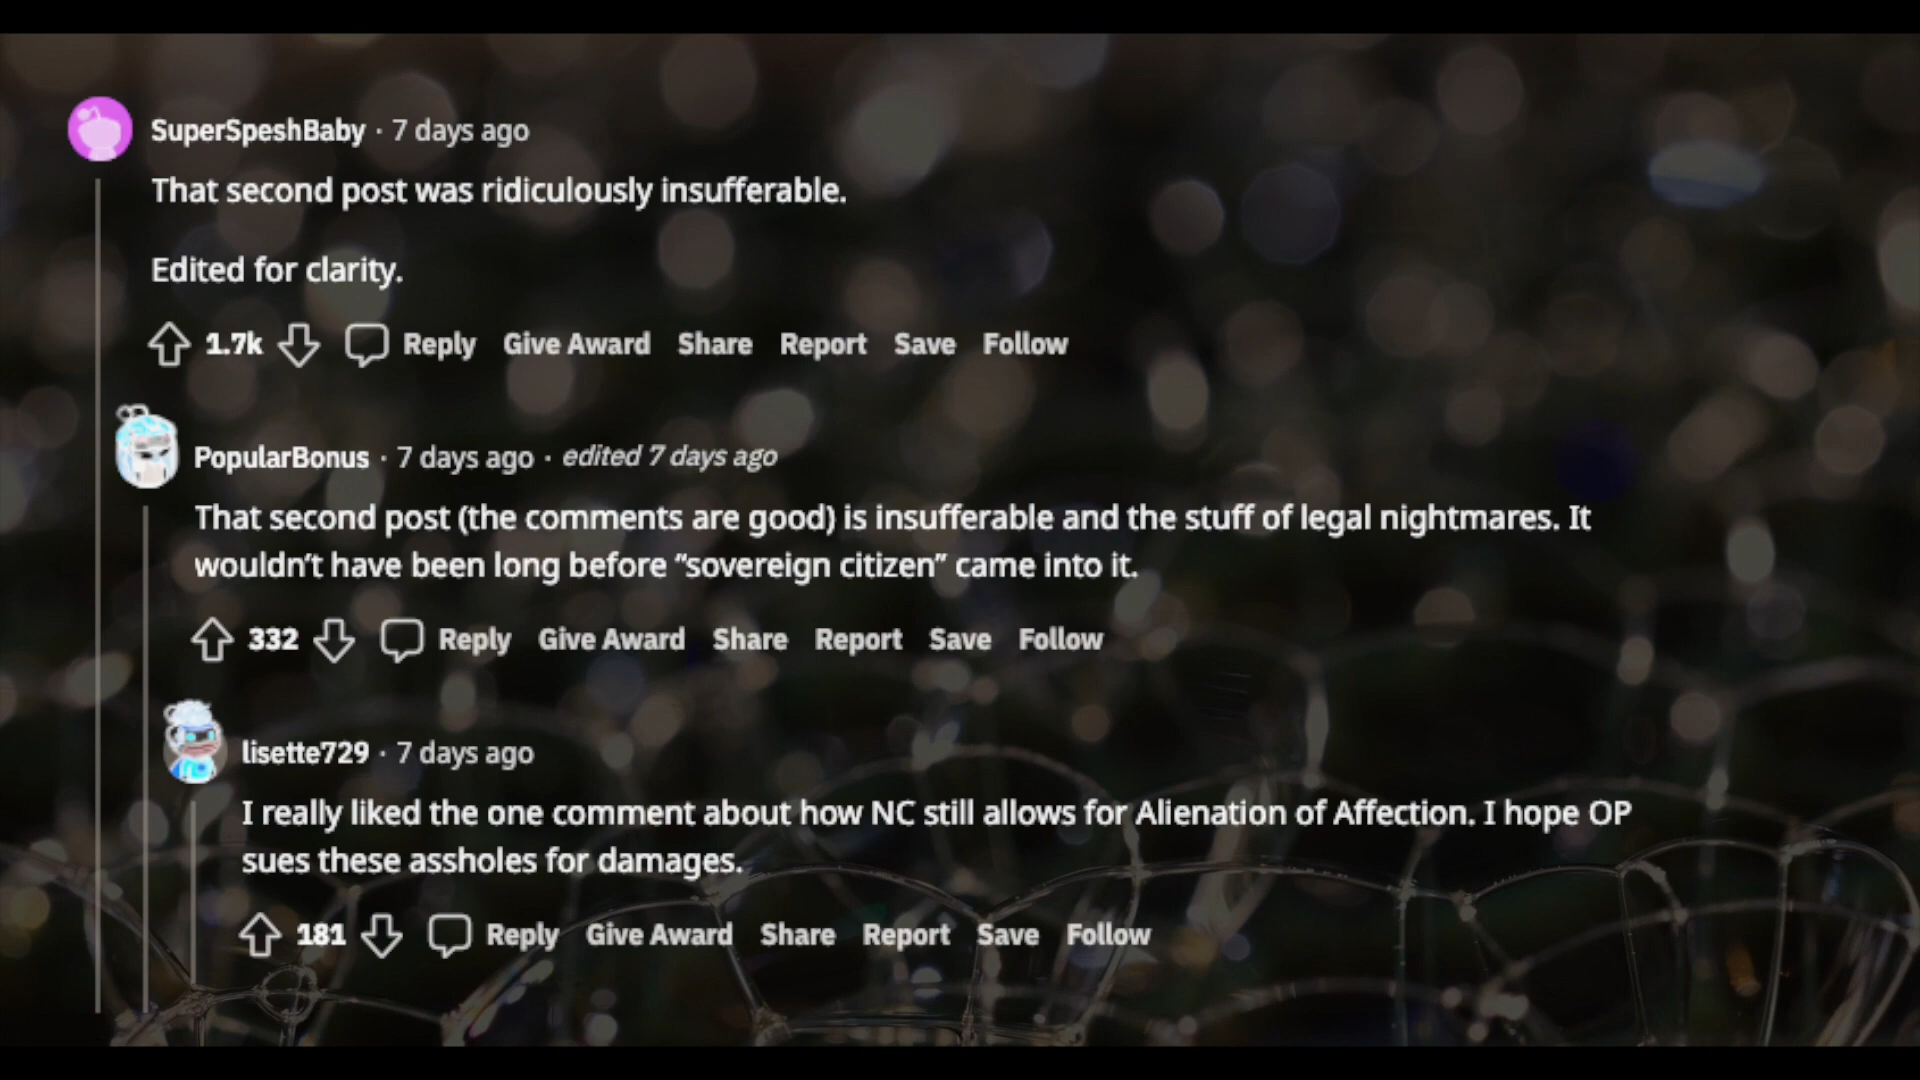 SuperSpeshBaby · 7 days ago
That second post was ridiculously insufferable.
Edited for clarity.
1.7k Reply Give Award Share Report Save Follow
PopularBonus · 7 days ago · edited 7 days ago
That second post (the comments are good) is insufferable and the stuff of legal nightmares. It
wouldn’t have been long before “sovereign citizen” came into it.
332 Reply Give Award Share Report Save Follow
lisette729 · 7 days ago
I really liked the one comment about how NC still allows for Alienation of Affection. I hope OP
sues these assholes for damages.
181 Reply Give Award Share Report Save Follow